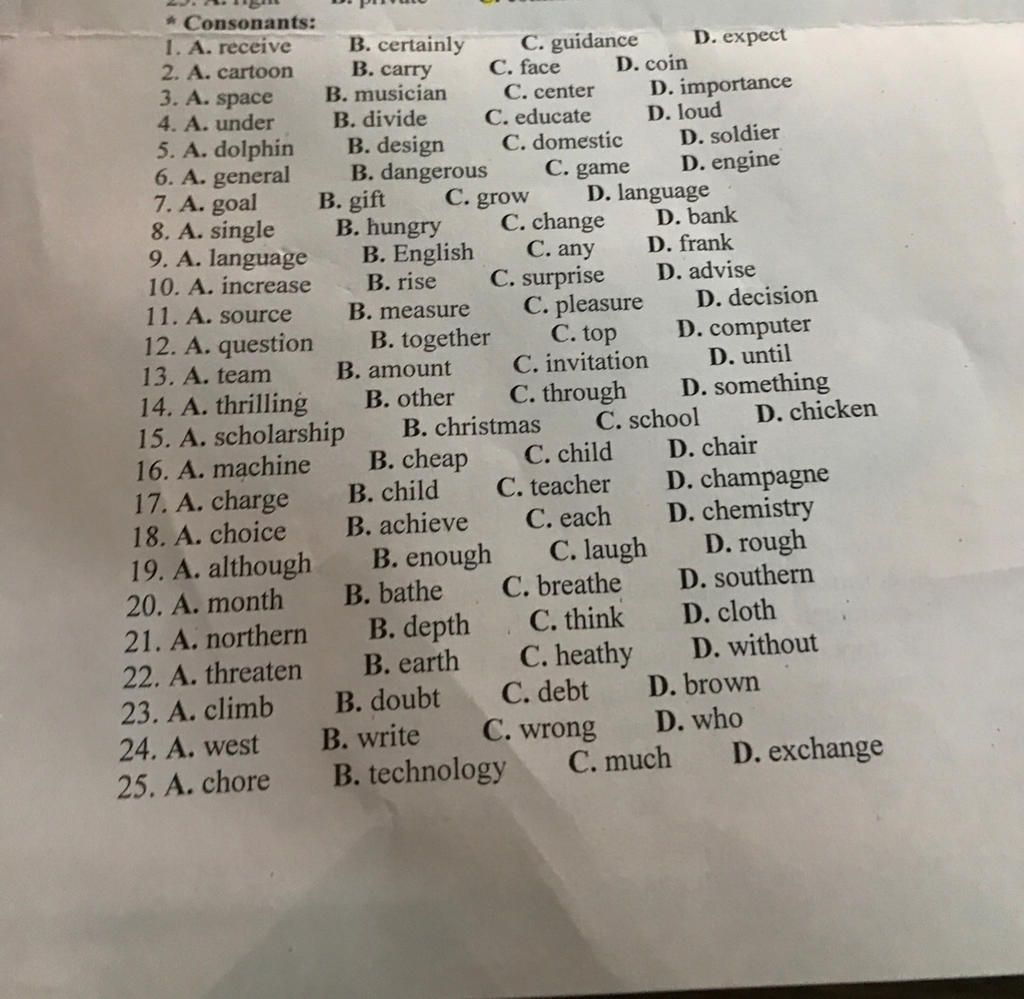 * Consonants:
1. A. receive B. certainly C. guidance D. expect
2. A. cartoon B. carry C. face D. coin
3. A. space B. musician C. center D. importance
4. A. under B. divide C. educate D. loud
5. A. dolphin B. design C. domestic D. soldier
6. A. general B. dangerous C. game D. engine
7. A. goal B. gift C. grow D. language
8. A. single B. hungry C. change D. bank
9. A. language B. English C. any D. frank
10. A. increase B. rise C. surprise D. advise
11. A. source B. measure C. pleasure D. decision
12. A. question B. together C. top D. computer
13. A. team B. amount C. invitation D. until
14. A. thrilling B. other C. through D. something
15. A. scholarship B. christmas C. school D. chicken
16. A. machine B. cheap C. child D. chair
17. A. charge B. child C. teacher D. champagne
18. A. choice B. achieve C. each D. chemistry
19. A. although B. enough C. laugh D. rough
20. A. month B. bathe C. breathe D. southern
21. A. northern B. depth C. think D. cloth
22. A. threaten B. earth C. heathy D. without
23. A. climb B. doubt C. debt D. brown
24. A. west B. write C. wrong D. who
25. A. chore B. technology C. much D. exchange